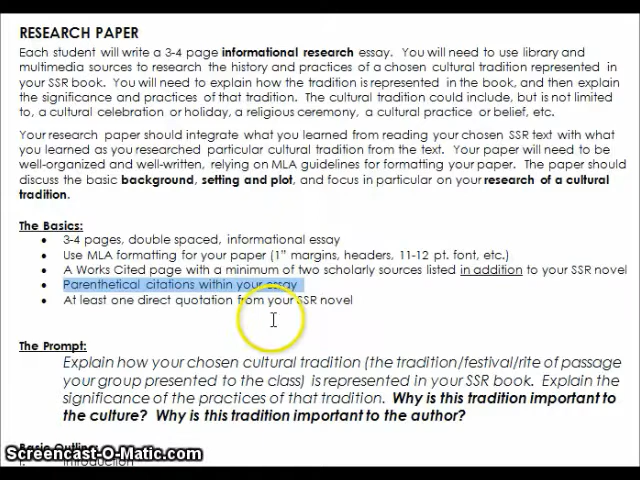 RESEARCH PAPER
Each student will write a 3-4 page informational research essay. You will need to use library and
multimedia sources to research the history and practices of a chosen cultural tradition represented in
your SSR book. You will need to explain how the tradition is represented in the book, and then explain
the significance and practices of that tradition. The cultural tradition could include, but is not limited
to, a cultural celebration or holiday, a religious ceremony, a cultural practice or belief, etc.
Your research paper should integrate what you learned from reading your chosen SSR text with what
you learned as you researched particular cultural tradition from the text. Your paper will need to be
well-organized and well-written, relying on MLA guidelines for formatting your paper. The paper should
discuss the basic background, setting and plot, and focus in particular on your research of a cultural
tradition.
The Basics:
• 3-4 pages, double spaced, informational essay
• Use MLA formatting for your paper (1" margins, headers, 11-12 pt. font, etc.)
• A Works Cited page with a minimum of two scholarly sources listed in addition to your SSR novel
• Parenthetical citations within your essay
• At least one direct quotation from your SSR novel
The Prompt:
Explain how your chosen cultural tradition (the tradition/festival/rite of passage
your group presented to the class) is represented in your SSR book. Explain the
significance of the practices of that tradition. Why is this tradition important to
the culture? Why is this tradition important to the author?
Basic Outline:
I. Introduction
Screencast-O-Matic.com